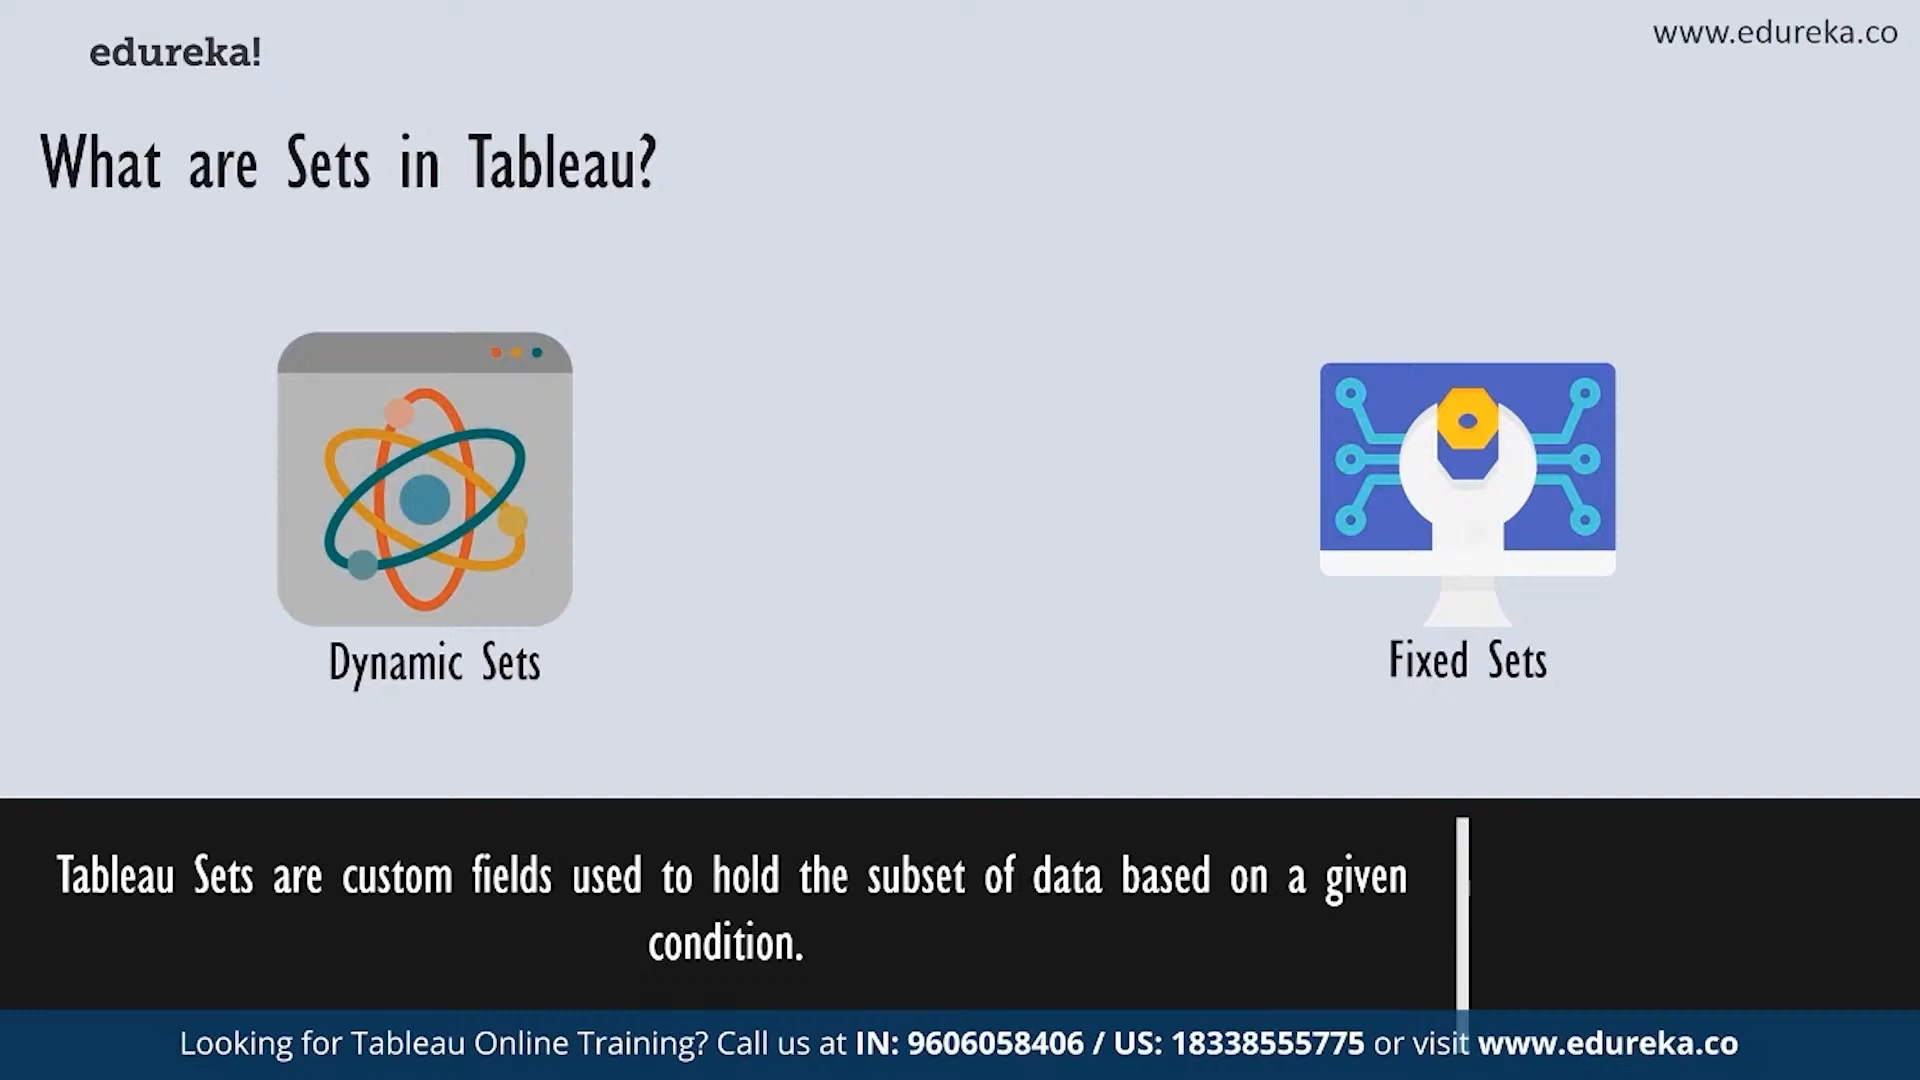 edureka!
www.edureka.co
What are Sets in Tableau?
Dynamic Sets
Fixed Sets
Tableau Sets are custom fields used to hold the subset of data based on a given
condition.
Looking for Tableau Online Training? Call us at IN: 9606058406 / US: 18338555775 or visit www.edureka.co